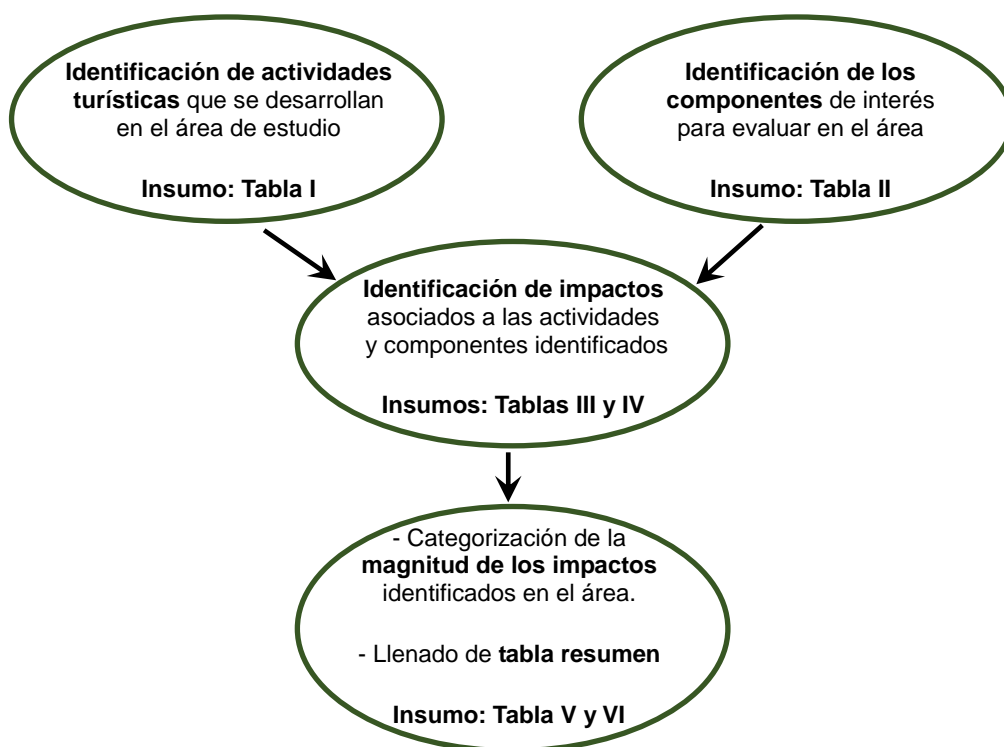 Identificación de actividades
turísticas que se desarrollan
en el área de estudio
Insumo: Tabla I
Identificación de los
componentes de interés
para evaluar en el área
Insumo: Tabla II
Identificación de impactos
asociados a las actividades
y componentes identificados
Insumos: Tablas III y IV
- Categorización de la
magnitud de los impactos
identificados en el área.
- Llenado de tabla resumen
Insumo: Tabla V y VI